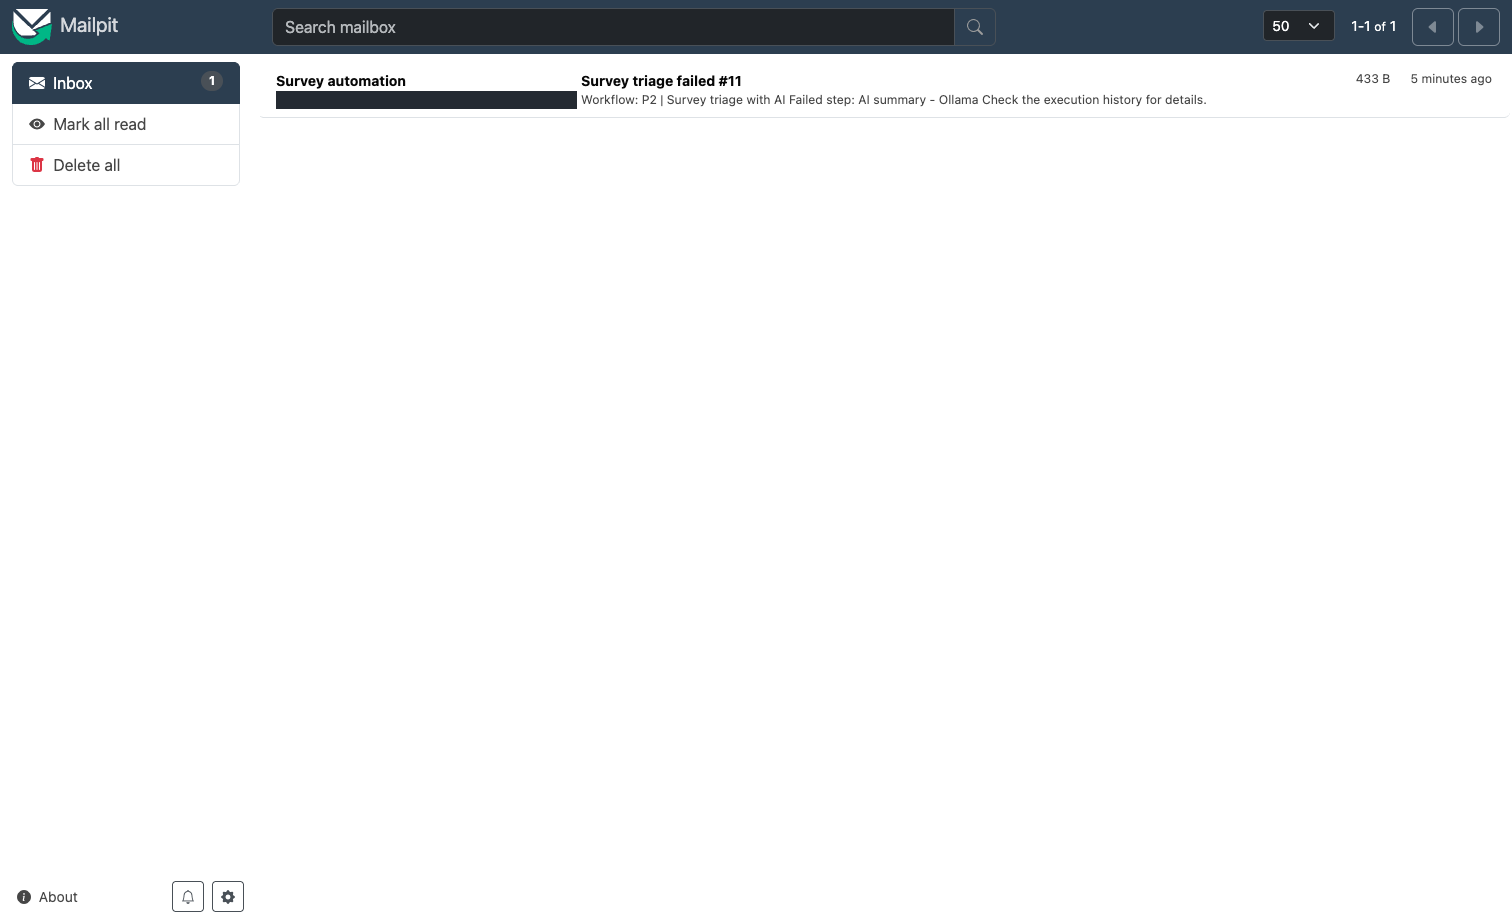 Mailpit
Search mailbox
50
1-1 of 1
Inbox
1
Mark all read
Delete all
Survey automation
Survey triage failed #11
433 B
5 minutes ago
Workflow: P2 | Survey triage with AI Failed step: AI summary - Ollama Check the execution history for details.
About